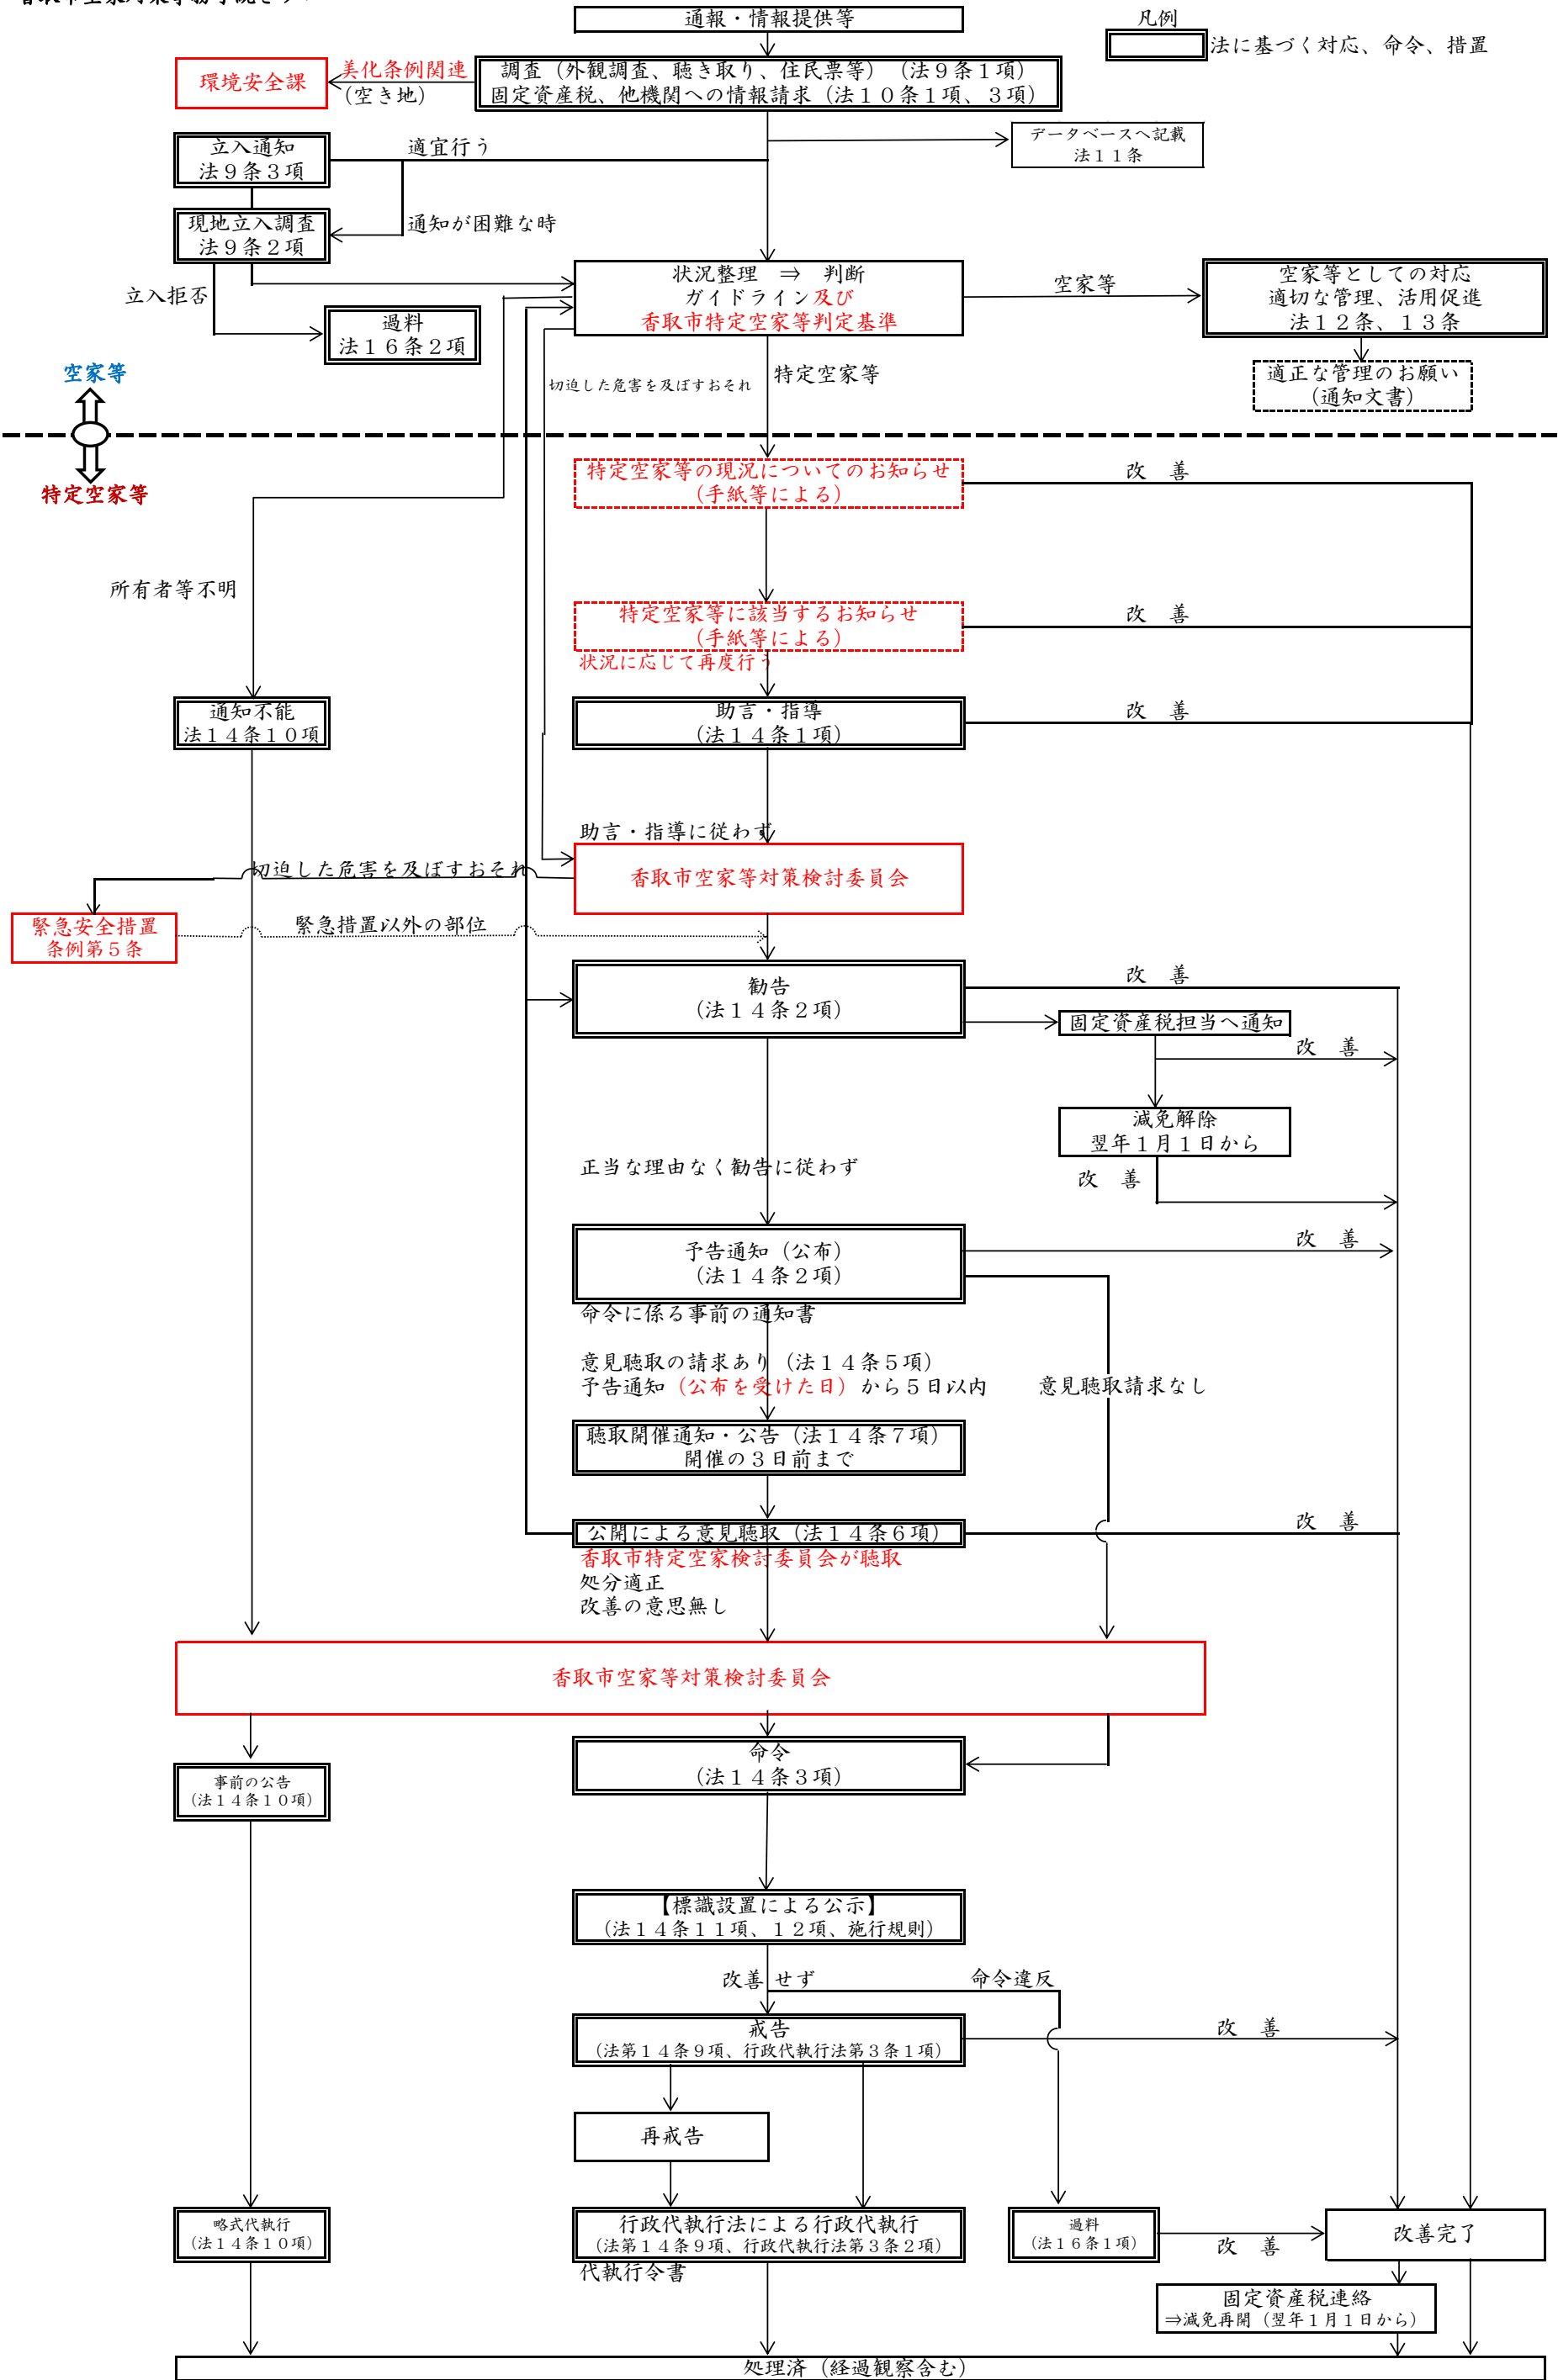 通報・情報提供等
凡例
法に基づく対応、命令、措置
環境安全課
美化条例関連
（空き地）
調査（外観調査、聴き取り、住民票等）（法９条１項）
固定資産税、他機関への情報請求（法１０条１項、３項）
データベースへ記載
法１１条
立入通知
法９条３項
適宜行う
現地立入調査
法９条２項
通知が困難な時
立入拒否
過料
法１６条２項
状況整理　⇒　判断
ガイドライン及び
香取市特定空家等判定基準
空家等
空家等としての対応
適切な管理、活用促進
法１２条、１３条
適正な管理のお願い
（通知文書）
空家等
特定空家等
切迫した危害を及ぼすおそれ
特定空家等
特定空家等の現況についてのお知らせ
（手紙等による）
改　善
所有者等不明
特定空家等に該当するお知らせ
（手紙等による）
改　善
状況に応じて再度行う
通知不能
法１４条１０項
助言・指導
（法１４条１項）
改　善
助言・指導に従わず
香取市空家等対策検討委員会
切迫した危害を及ぼすおそれ
緊急安全措置
条例第５条
緊急措置以外の部位
勧告
（法１４条２項）
改　善
固定資産税担当へ通知
改　善
減免解除
翌年１月１日から
改　善
正当な理由なく勧告に従わず
予告通知（公布）
（法１４条２項）
改　善
命令に係る事前の通知書
意見聴取の請求あり（法１４条５項）
予告通知（公布を受けた日）から５日以内
意見聴取請求なし
聴取開催通知・公告（法１４条７項）
開催の３日前まで
公開による意見聴取（法１４条６項）
改　善
香取市特定空家検討委員会が聴取
処分適正
改善の意思無し
香取市空家等対策検討委員会
命令
（法１４条３項）
事前の公告
（法１４条１０項）
【標識設置による公示】
（法１４条１１項、１２項、施行規則）
改善せず
命令違反
戒告
（法第１４条９項、行政代執行法第３条１項）
改　善
再戒告
略式代執行
（法１４条１０項）
行政代執行法による行政代執行
（法第１４条９項、行政代執行法第３条２項）
代執行令書
過料
（法１６条１項）
改　善
改善完了
固定資産税連絡
⇒減免再開（翌年１月１日から）
処理済（経過観察含む）